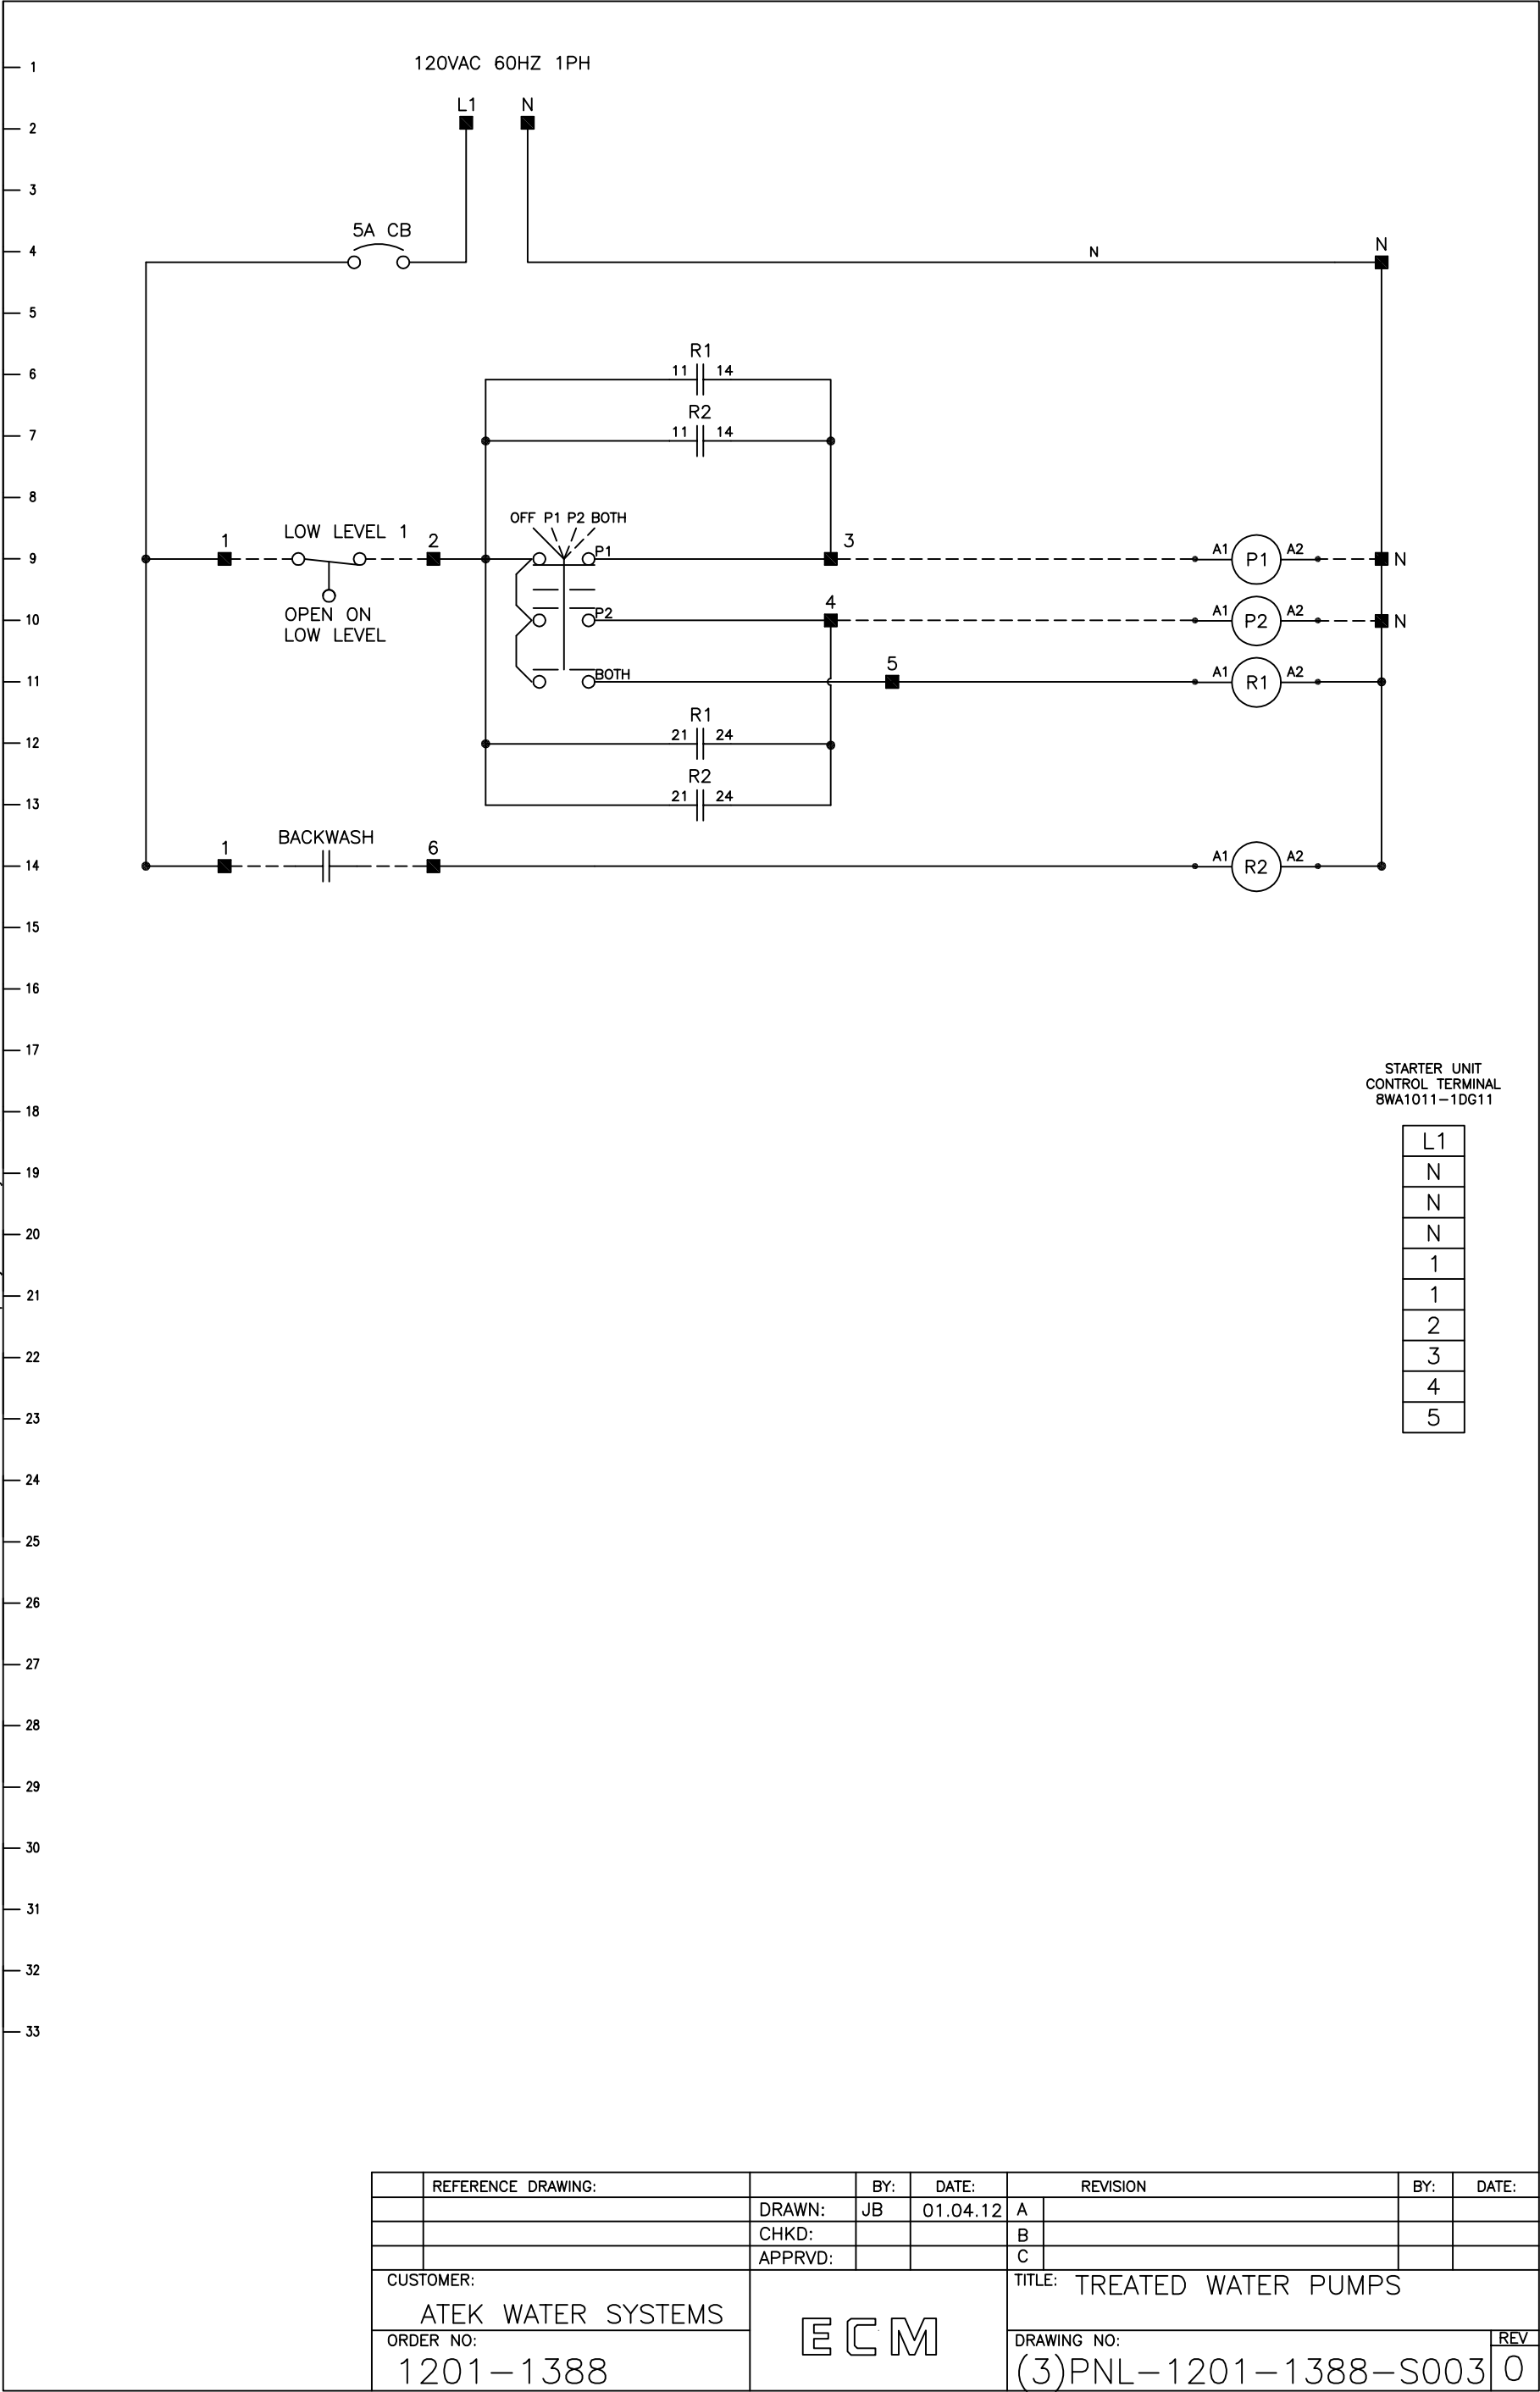 120VAC 60HZ 1PH
1
L1 N
2
3
5A CB
N
N
4
5
R1
11 14
6
R2
11 14
7
8
OFF P1 P2 BOTH
LOW LEVEL 1
1
2
P1
3
A1 P1 A2
N
9
OPEN ON
LOW LEVEL
P2
4
A1 P2 A2
N
10
BOTH
5
A1 R1 A2
11
R1
21 24
12
R2
21 24
13
BACKWASH
1
6
A1 R2 A2
14
15
16
17
STARTER UNIT
CONTROL TERMINAL
8WA1011-1DG11
18
L1
19
N
N
20
N
1
21
1
2
22
3
4
23
5
24
25
26
27
28
29
30
31
32
33
REFERENCE DRAWING: BY: DATE: REVISION BY: DATE:
DRAWN: JB 01.04.12 A
CHKD: B
APPRVD: C
CUSTOMER:
ATEK WATER SYSTEMS
ORDER NO:
1201-1388
ECM
TITLE: TREATED WATER PUMPS
DRAWING NO: REV
(3)PNL-1201-1388-S003 0